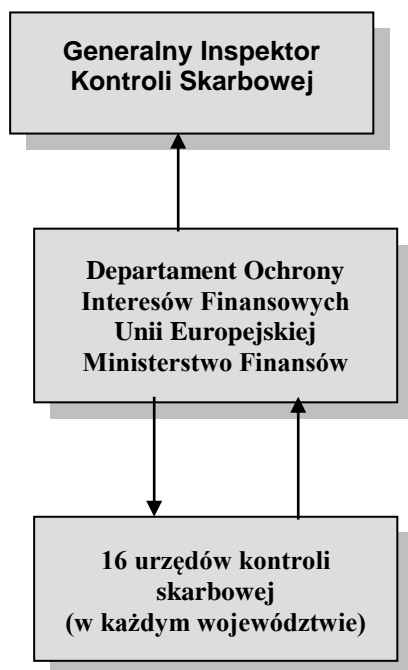 Generalny Inspektor
Kontroli Skarbowej
Departament Ochrony
Interesów Finansowych
Unii Europejskiej
Ministerstwo Finansów
16 urzędów kontroli
skarbowej
(w każdym województwie)